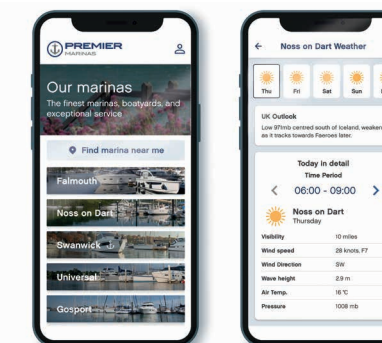 PREMIER
MARINAS
Our marinas
The finest marinas, boatyards, and
exceptional service
Find marina near me
Falmouth
Noss on Dart
Swanwick
Universal
Gosport
Noss on Dart Weather
Thu
Fri
Sat
Sun
UK Outlook
Low 971mb centred south of Iceland, weaken
as it tracks towards Faeroes later.
Today in detail
Time Period
06:00 - 09:00
Noss on Dart
Thursday
Visibility 10 miles
Wind speed 28 knots, F7
Wind Direction SW
Wave height 2.9 m
Air Temp. 16 °C
Pressure 1008 mb